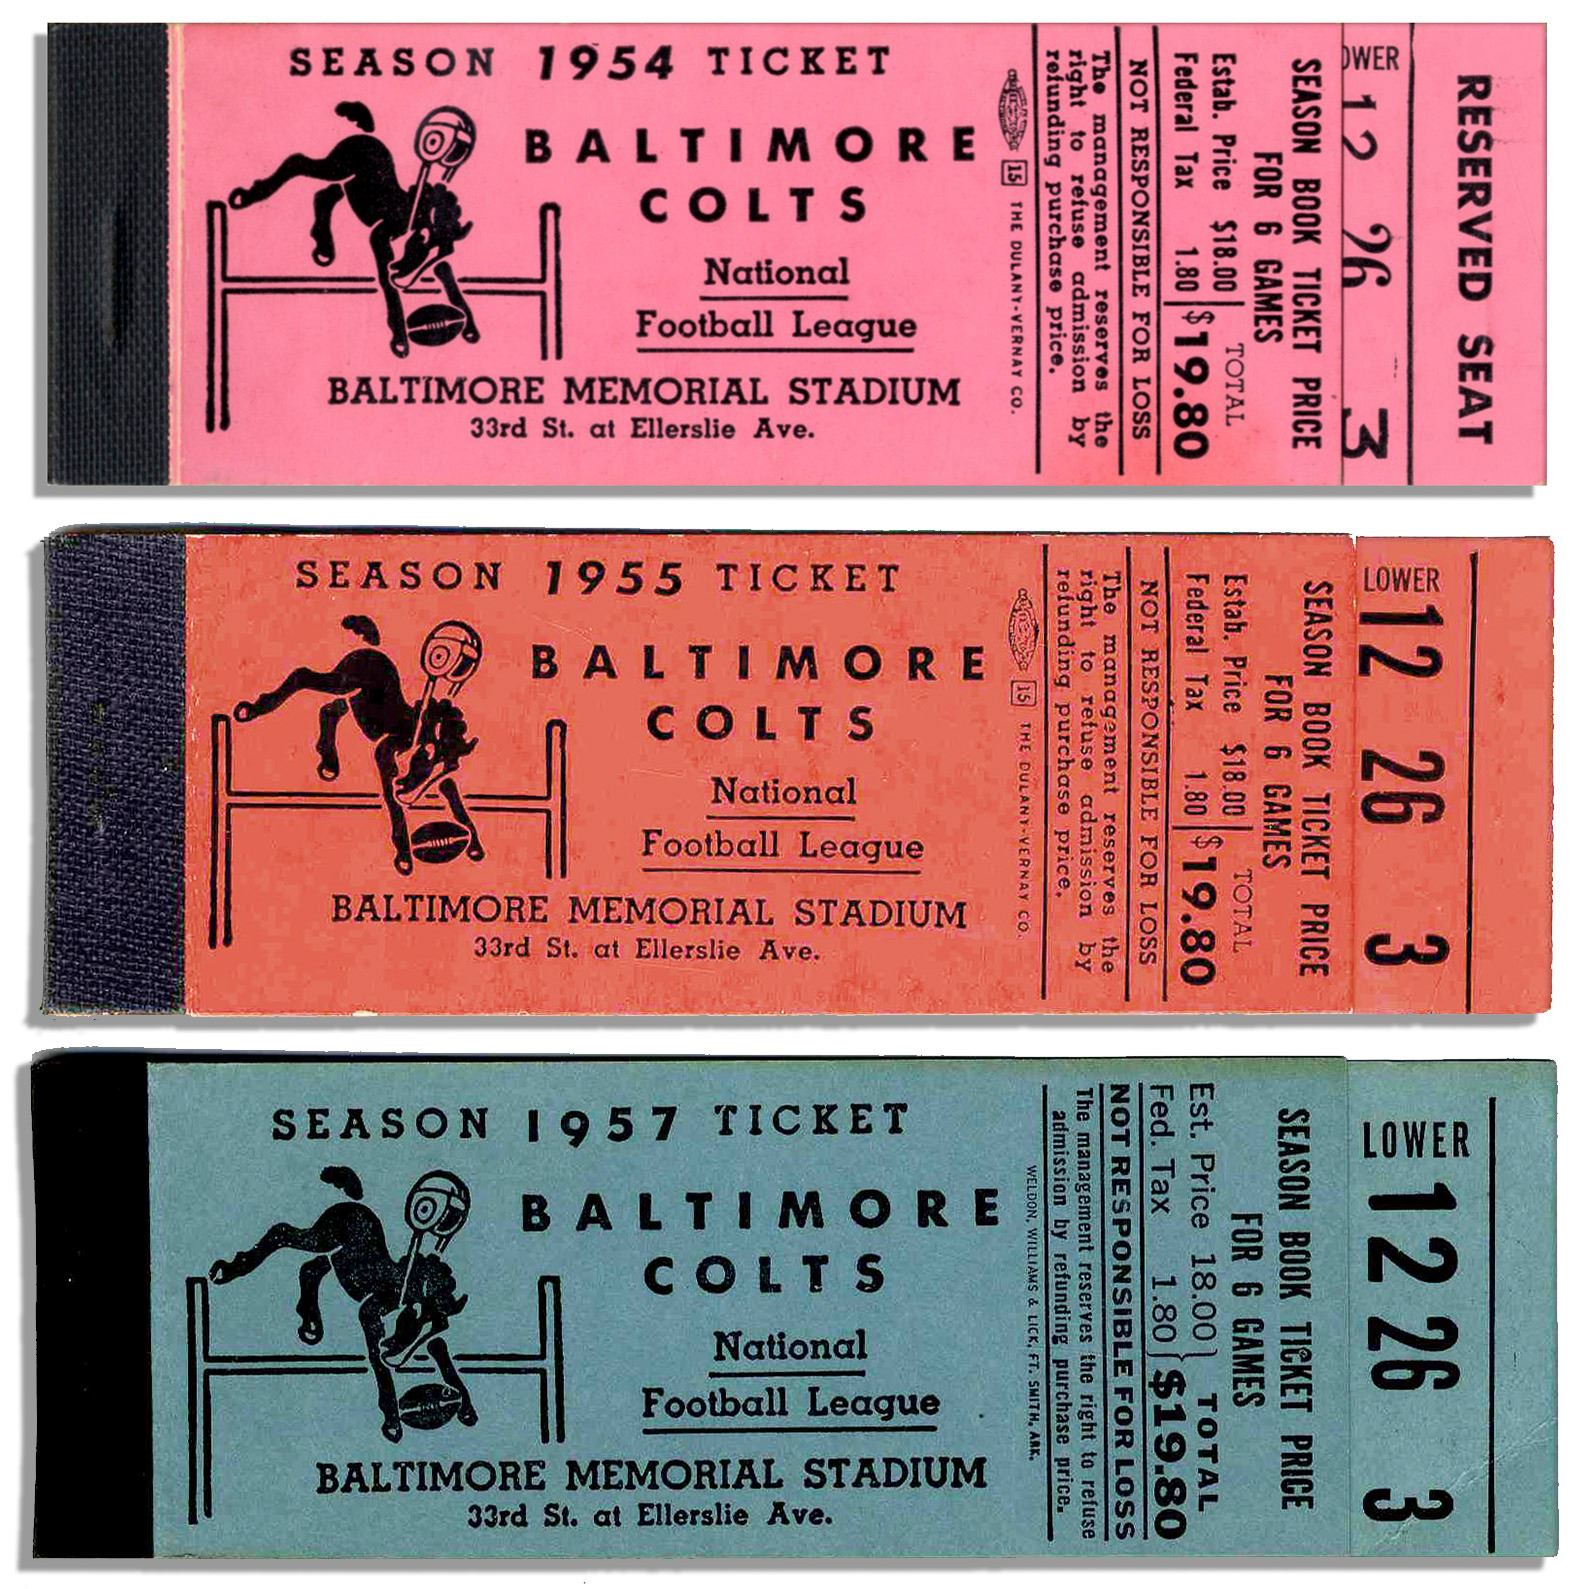 SEASON 1954 TICKET
BALTIMORE
COLTS
National
Football League
BALTIMORE MEMORIAL STADIUM
33rd St. at Ellerslie Ave.
15 THE DULANY-VERNAY CO.
The management reserves the
right to refuse admission by
refunding purchase price.
NOT RESPONSIBLE FOR LOSS
Estab. Price $18.00
Federal Tax 1.80
TOTAL
$19.80
SEASON BOOK TICKET PRICE
FOR 6 GAMES
OWER
12 26 3
RESERVED SEAT
SEASON 1955 TICKET
BALTIMORE
COLTS
National
Football League
BALTIMORE MEMORIAL STADIUM
33rd St. at Ellerslie Ave.
15 THE DULANY-VERNAY CO.
The management reserves the
right to refuse admission by
refunding purchase price.
NOT RESPONSIBLE FOR LOSS
Estab. Price $18.00
Federal Tax 1.80
TOTAL
$19.80
SEASON BOOK TICKET PRICE
FOR 6 GAMES
LOWER
12 26 3
SEASON 1957 TICKET
BALTIMORE
COLTS
National
Football League
BALTIMORE MEMORIAL STADIUM
33rd St. at Ellerslie Ave.
WELDON, WILLIAMS & LICK, FT. SMITH, ARK.
The management reserves the right to refuse
admission by refunding purchase price.
NOT RESPONSIBLE FOR LOSS
Est. Price 18.00
Fed. Tax 1.80
TOTAL
$19.80
SEASON BOOK TICKET PRICE
FOR 6 GAMES
LOWER
12 26 3